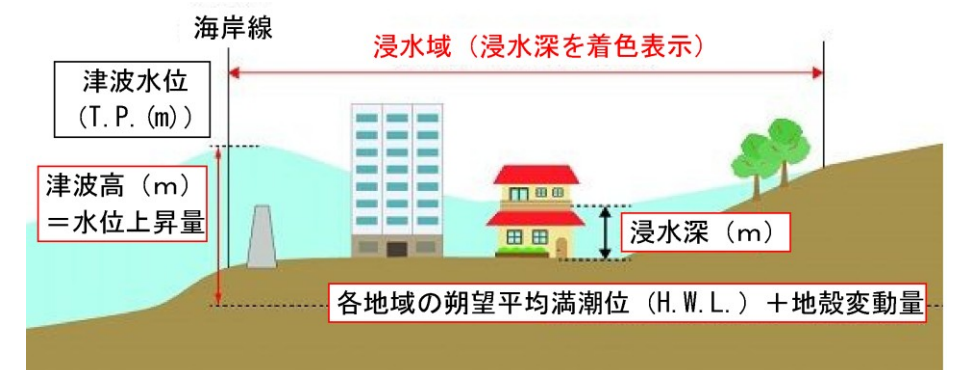 海岸線
浸水域（浸水深を着色表示）
津波水位
（T.P.(m)）
津波高（ｍ）
＝水位上昇量
浸水深（ｍ）
各地域の朔望平均満潮位（H.W.L.）＋地殻変動量